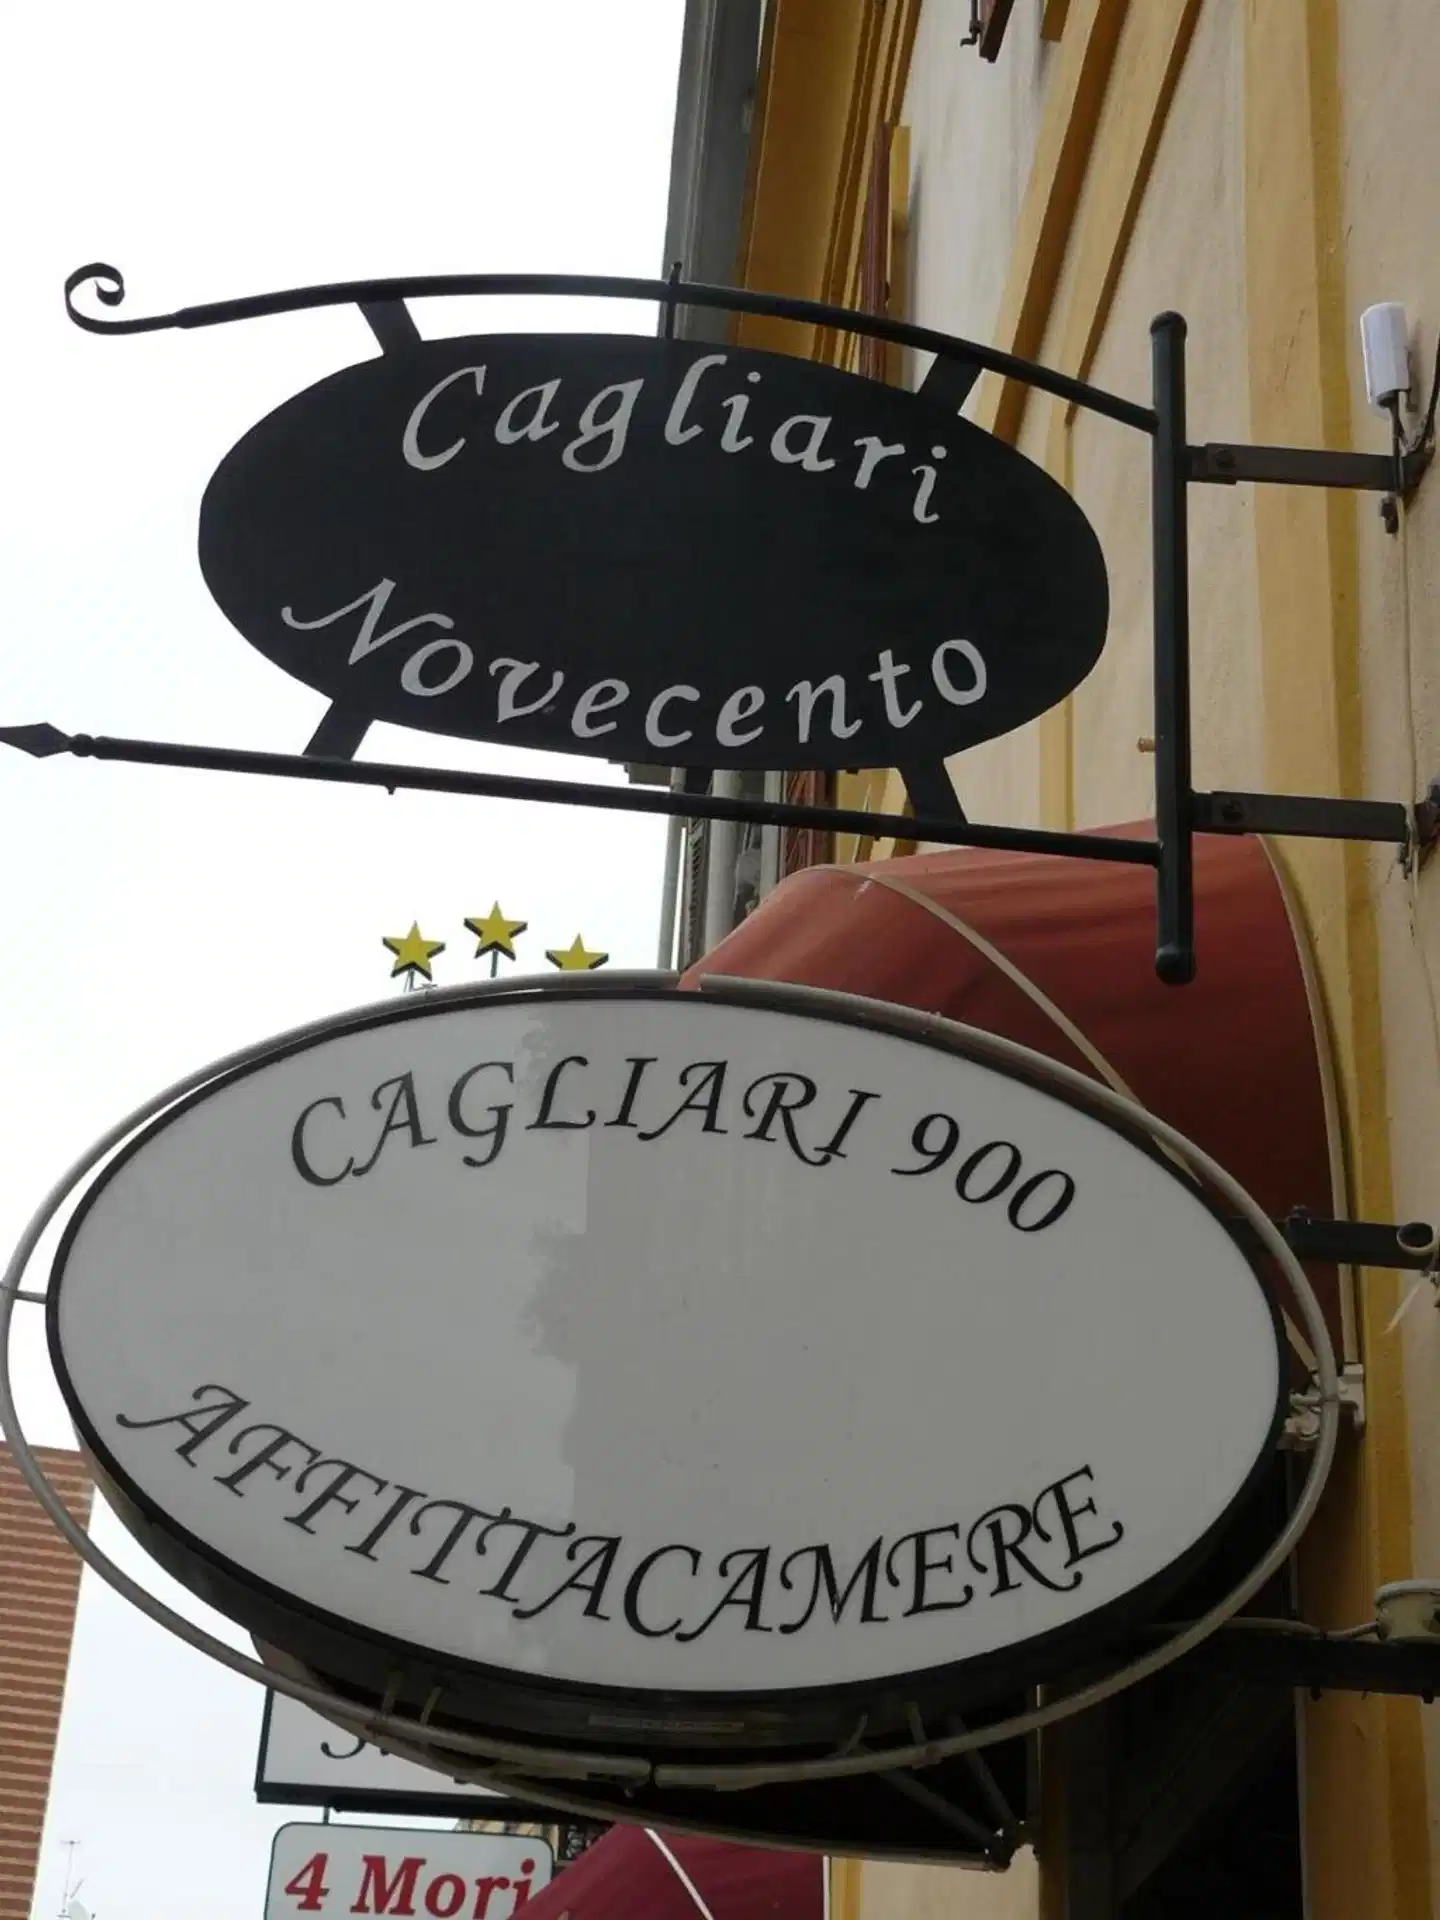 Cagliari
Novecento
CAGLIARI 900
AFFITTACAMERE
4 Mori